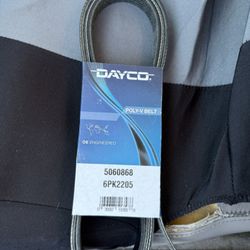 DAYCO
POLY-V BELT
OE ENGINEERED
5060868
6PK2205